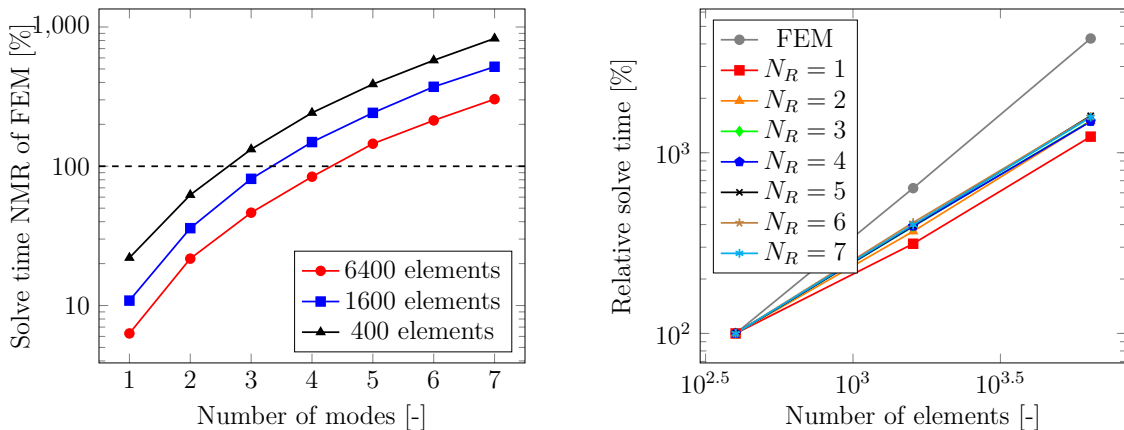 Solve time NMR of FEM [%]
1,000
100
10
6400 elements
1600 elements
400 elements
1 2 3 4 5 6 7
Number of modes [-]
Relative solve time [%]
10^3
10^2
FEM
N_R = 1
N_R = 2
N_R = 3
N_R = 4
N_R = 5
N_R = 6
N_R = 7
10^2.5 10^3 10^3.5
Number of elements [-]